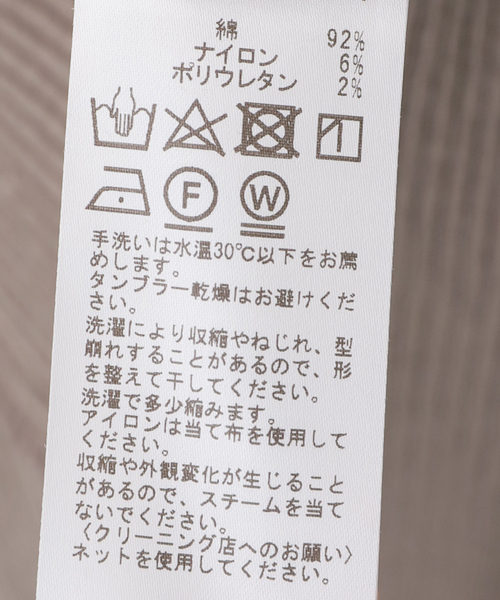 綿 92%
ナイロン 6%
ポリウレタン 2%
F
W
手洗いは水温30℃以下をお薦
めします。
タンブラー乾燥はお避けくだ
さい。
洗濯により収縮やねじれ、型
崩れすることがあるので、形
を整えて干してください。
洗濯で多少縮みます。
アイロンは当て布を使用して
ください。
収縮や外観変化が生じること
があるので、スチームを当て
ないでください。
〈クリーニング店へのお願い〉
ネットを使用してください。